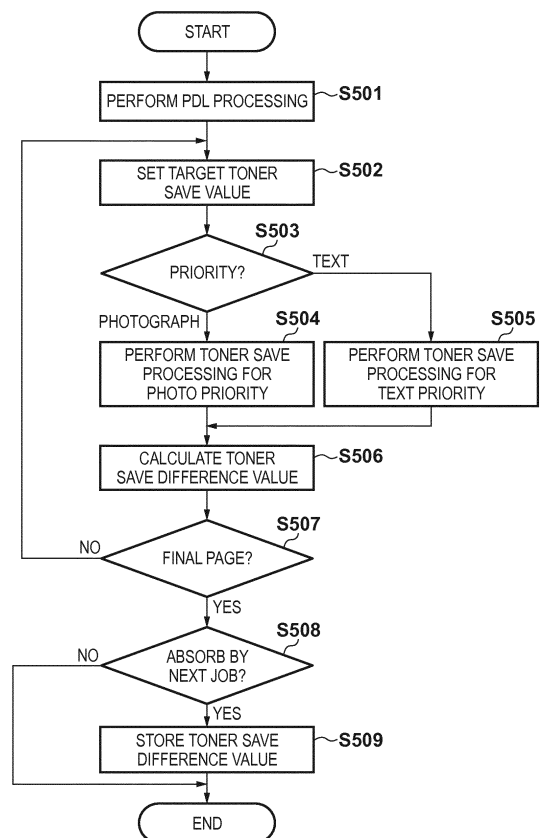 START
PERFORM PDL PROCESSING
S501
SET TARGET TONER
SAVE VALUE
S502
S503
PRIORITY?
TEXT
PHOTOGRAPH
S504
S505
PERFORM TONER SAVE
PROCESSING FOR
PHOTO PRIORITY
PERFORM TONER SAVE
PROCESSING FOR
TEXT PRIORITY
CALCULATE TONER
SAVE DIFFERENCE VALUE
S506
S507
NO
FINAL PAGE?
YES
S508
NO
ABSORB BY
NEXT JOB?
YES
STORE TONER SAVE
DIFFERENCE VALUE
S509
END